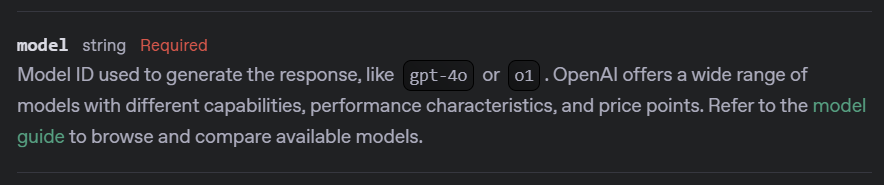 model string Required
Model ID used to generate the response, like gpt-4o or o1. OpenAI offers a wide range of
models with different capabilities, performance characteristics, and price points. Refer to the model
guide to browse and compare available models.